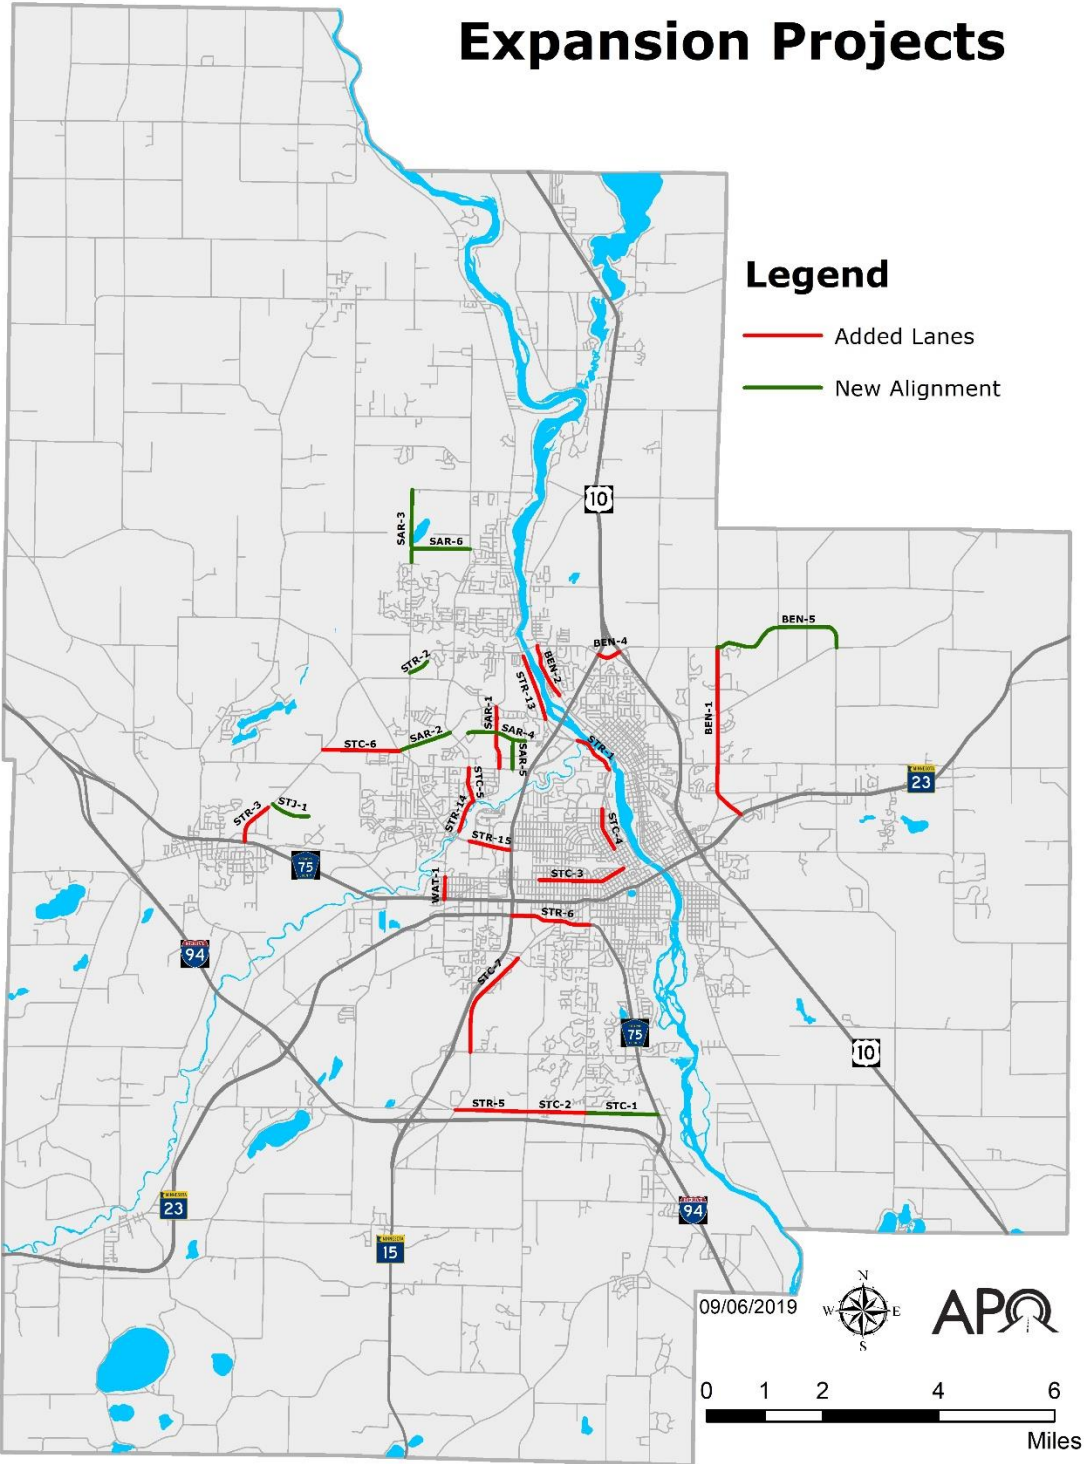 Expansion Projects
Legend
Added Lanes
New Alignment
10
SAR-3
SAR-6
BEN-5
BEN-4
STR-2
BEN-2
STR-13
SAR-1
BEN-1
SAR-2
SAR-4
STC-6
SAR-5
STR-1
STC-5
23
STR-3
STJ-1
STR-14
STC-4
STR-15
75
WAT-1
STC-3
STR-6
94
STC-7
75
10
STR-5
STC-2
STC-1
MINNESOTA
23
94
MINNESOTA
15
09/06/2019
N
W
E
S
APO
0 1 2 4 6
Miles